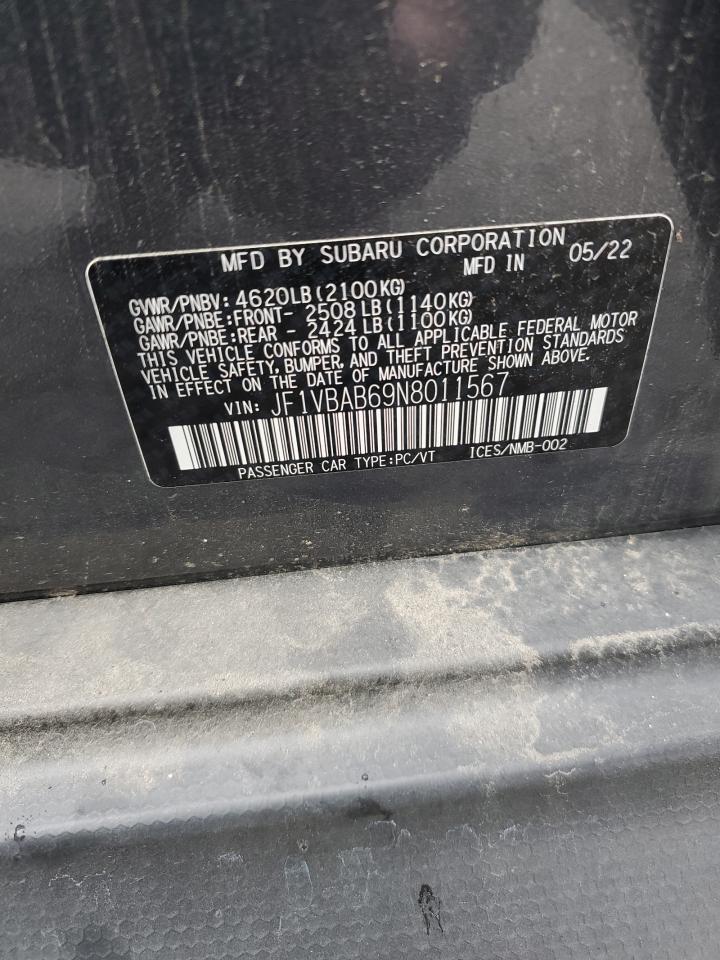 MFD BY SUBARU CORPORATION
MFD IN 05/22
GVWR/PNBV: 4620LB(2100KG)
GAWR/PNBE:FRONT- 2508 LB(1140KG)
GAWR/PNBE:REAR - 2424 LB(1100KG)
THIS VEHICLE CONFORMS TO ALL APPLICABLE FEDERAL MOTOR
VEHICLE SAFETY, BUMPER, AND THEFT PREVENTION STANDARDS
IN EFFECT ON THE DATE OF MANUFACTURE SHOWN ABOVE.
VIN: JF1VBAB69N8011567
PASSENGER CAR TYPE:PC/VT ICES/NMB-002